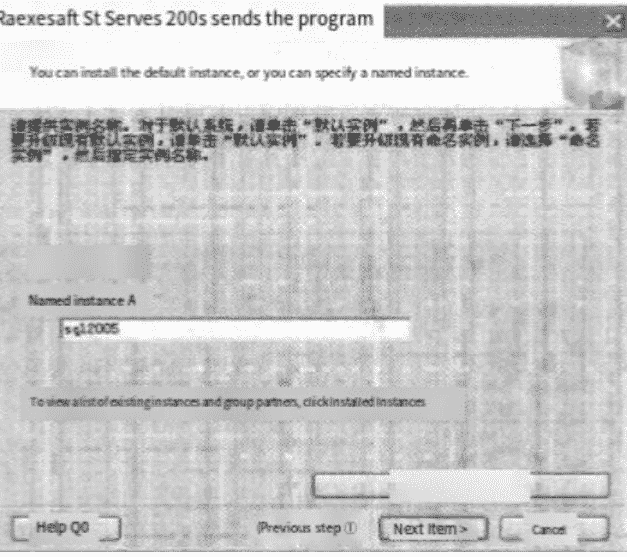 Raexesaft St Serves 200s sends the program
You can install the default instance, or you can specify a named instance.
请提供实例名称。对于默认系统，请单击“默认实例”，然后再单击“下一步”。若
要升级现有默认实例，请单击“默认实例”。若要升级现有命名实例，请选择“命名
实例”，然后指定实例名称。
Named instance A
sql2005
To view a list of existing instances and group partners, click Installed Instances
Help Q0
(Previous step ①
Next Item >
Cancel